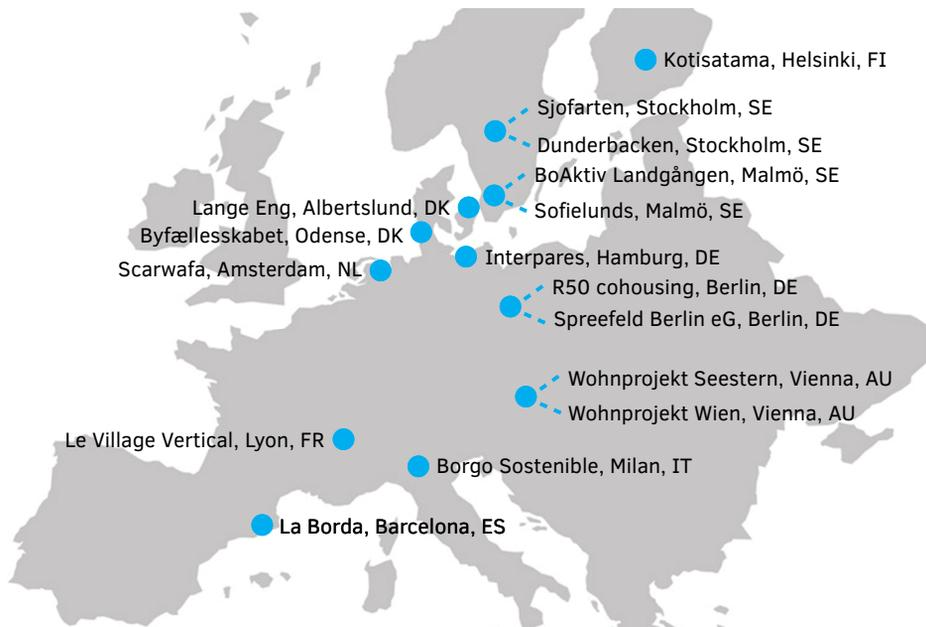 Kotisatama, Helsinki, FI
Sjofarten, Stockholm, SE
Dunderbacken, Stockholm, SE
BoAktiv Landgången, Malmö, SE
Lange Eng, Albertslund, DK
Sofielunds, Malmö, SE
Byfællesskabet, Odense, DK
Interpares, Hamburg, DE
Scarwafa, Amsterdam, NL
R50 cohousing, Berlin, DE
Spreefeld Berlin eG, Berlin, DE
Wohnprojekt Seestern, Vienna, AU
Wohnprojekt Wien, Vienna, AU
Le Village Vertical, Lyon, FR
Borgo Sostenible, Milan, IT
La Borda, Barcelona, ES